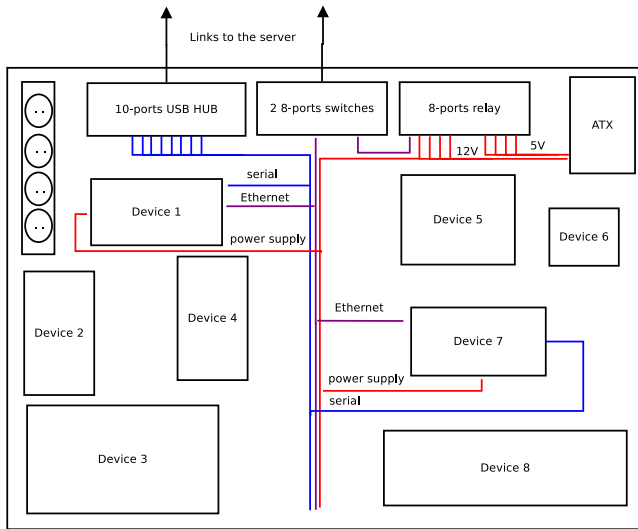 Links to the server
10-ports USB HUB
2 8-ports switches
8-ports relay
ATX
12V
5V
serial
Ethernet
Device 1
power supply
Device 5
Device 6
Device 2
Device 4
Ethernet
Device 7
power supply
serial
Device 3
Device 8